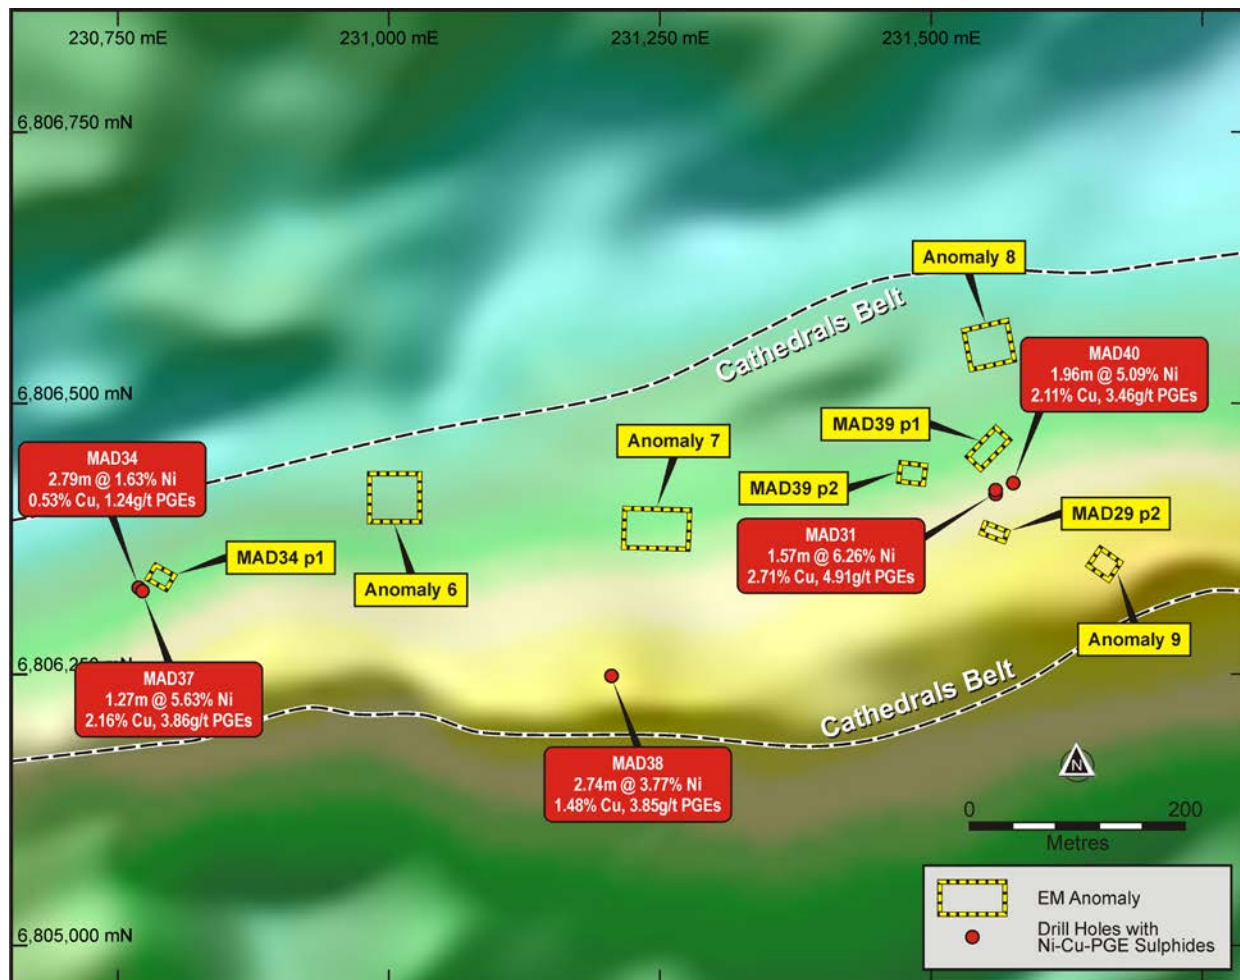 230,750 mE
231,000 mE
231,250 mE
231,500 mE
6,806,750 mN
Anomaly 8
Cathedrals Belt
MAD40
1.96m @ 5.09% Ni
2.11% Cu, 3.46g/t PGEs
6,806,500 mN
MAD39 p1
Anomaly 7
MAD34
2.79m @ 1.63% Ni
0.53% Cu, 1.24g/t PGEs
MAD39 p2
MAD29 p2
MAD31
1.57m @ 6.26% Ni
2.71% Cu, 4.91g/t PGEs
MAD34 p1
Anomaly 6
Anomaly 9
6,806,250 mN
MAD37
1.27m @ 5.63% Ni
2.16% Cu, 3.86g/t PGEs
Cathedrals Belt
MAD38
2.74m @ 3.77% Ni
1.48% Cu, 3.85g/t PGEs
N
0 200
Metres
EM Anomaly
Drill Holes with
Ni-Cu-PGE Sulphides
6,805,000 mN